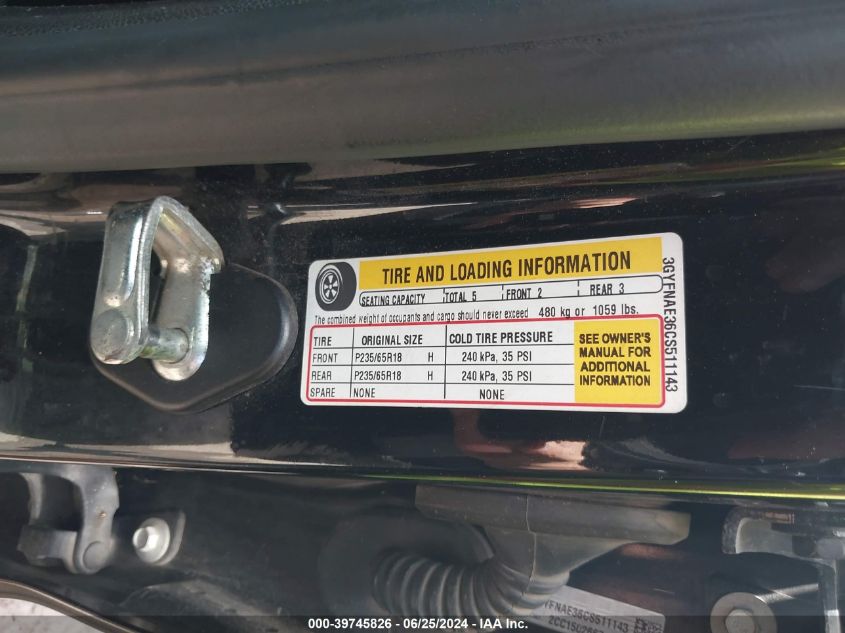 TIRE AND LOADING INFORMATION
SEATING CAPACITY TOTAL 5 FRONT 2 REAR 3
The combined weight of occupants and cargo should never exceed 480 kg or 1059 lbs.
TIRE ORIGINAL SIZE COLD TIRE PRESSURE
FRONT P235/65R18 H 240 kPa, 35 PSI
REAR P235/65R18 H 240 kPa, 35 PSI
SPARE NONE NONE
SEE OWNER'S
MANUAL FOR
ADDITIONAL
INFORMATION
3GYFNAE36CS511143
YFNAE36CS511143
000-39745826 - 06/25/2024 - IAAI.com